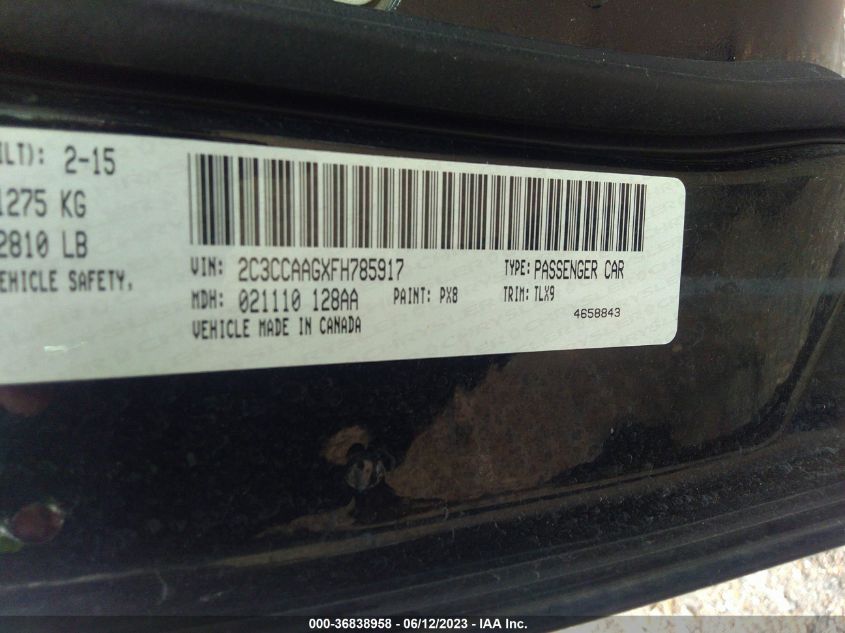 ILT): 2-15
1275 KG
2810 LB
EHICLE SAFETY,
VIN: 2C3CCAAGXFH785917 TYPE: PASSENGER CAR
MDH: 021110 128AA PAINT: PX8 TRIM: TLX9
VEHICLE MADE IN CANADA 4658843
000-36838958 - 06/12/2023 - IAA Inc.